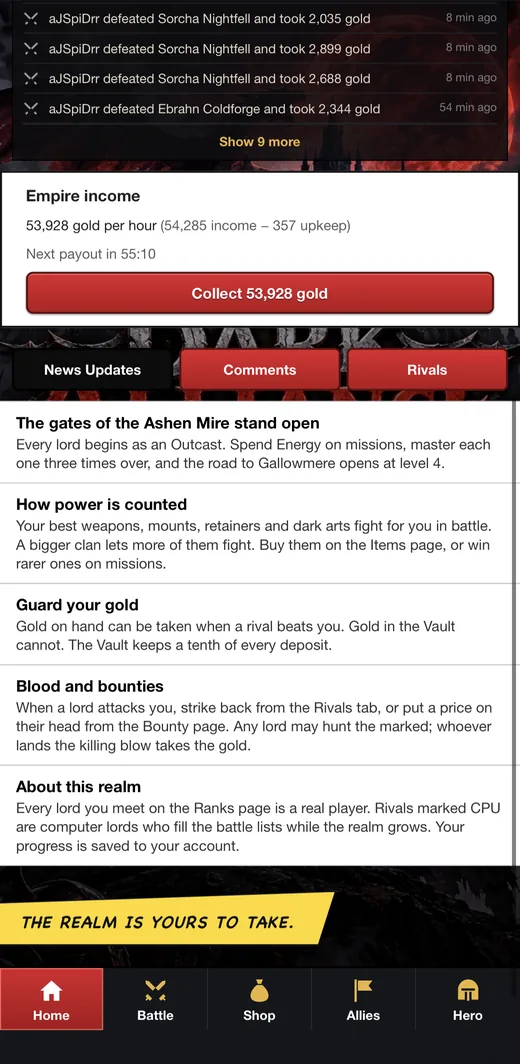 aJSpiDrr defeated Sorcha Nightfell and took 2,035 gold 8 min ago
aJSpiDrr defeated Sorcha Nightfell and took 2,899 gold 8 min ago
aJSpiDrr defeated Sorcha Nightfell and took 2,688 gold 8 min ago
aJSpiDrr defeated Ebrahn Coldforge and took 2,344 gold 54 min ago
Show 9 more
Empire income
53,928 gold per hour (54,285 income – 357 upkeep)
Next payout in 55:10
Collect 53,928 gold
DARK
News Updates Comments Rivals
The gates of the Ashen Mire stand open
Every lord begins as an Outcast. Spend Energy on missions, master each
one three times over, and the road to Gallowmere opens at level 4.
How power is counted
Your best weapons, mounts, retainers and dark arts fight for you in battle.
A bigger clan lets more of them fight. Buy them on the Items page, or win
rarer ones on missions.
Guard your gold
Gold on hand can be taken when a rival beats you. Gold in the Vault
cannot. The Vault keeps a tenth of every deposit.
Blood and bounties
When a lord attacks you, strike back from the Rivals tab, or put a price on
their head from the Bounty page. Any lord may hunt the marked; whoever
lands the killing blow takes the gold.
About this realm
Every lord you meet on the Ranks page is a real player. Rivals marked CPU
are computer lords who fill the battle lists while the realm grows. Your
progress is saved to your account.
THE REALM IS YOURS TO TAKE.
Home Battle Shop Allies Hero